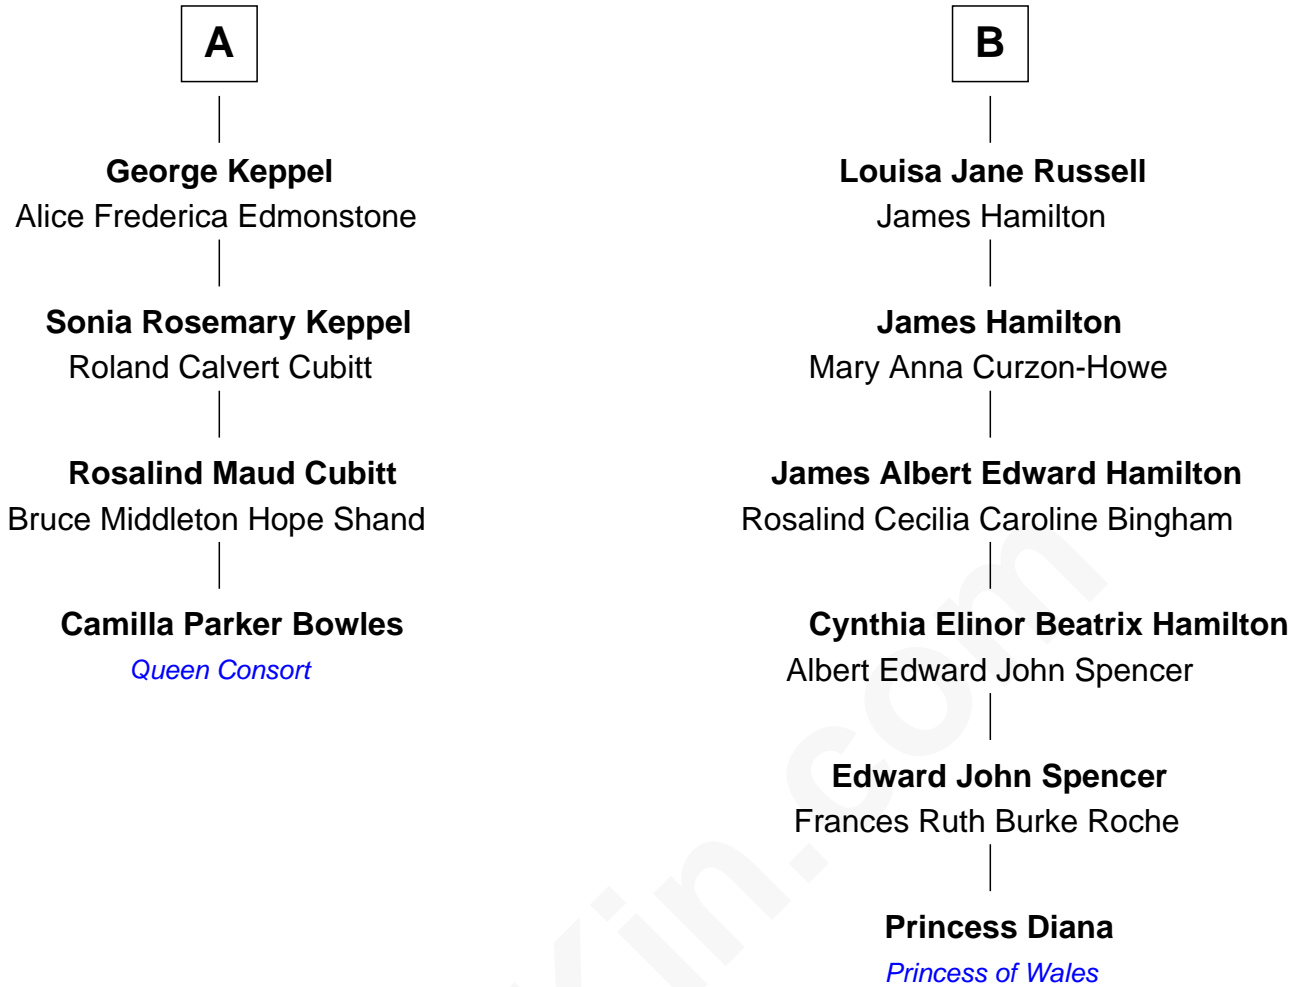 A
George Keppel
Alice Frederica Edmonstone
Sonia Rosemary Keppel
Roland Calvert Cubitt
Rosalind Maud Cubitt
Bruce Middleton Hope Shand
Camilla Parker Bowles
Queen Consort
B
Louisa Jane Russell
James Hamilton
James Hamilton
Mary Anna Curzon-Howe
James Albert Edward Hamilton
Rosalind Cecilia Caroline Bingham
Cynthia Elinor Beatrix Hamilton
Albert Edward John Spencer
Edward John Spencer
Frances Ruth Burke Roche
Princess Diana
Princess of Wales
Kin.com